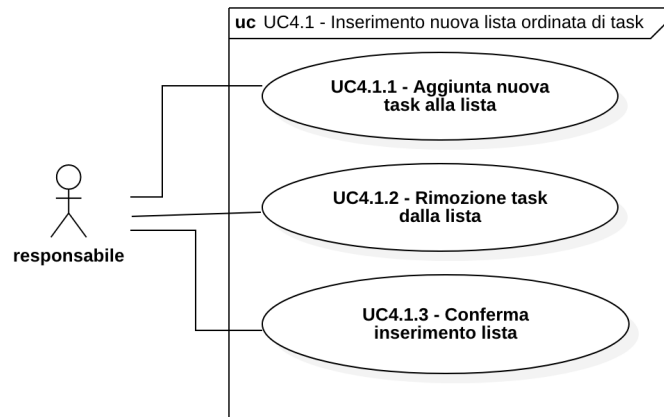 uc UC4.1 - Inserimento nuova lista ordinata di task
UC4.1.1 - Aggiunta nuova
task alla lista
UC4.1.2 - Rimozione task
dalla lista
responsabile
UC4.1.3 - Conferma
inserimento lista